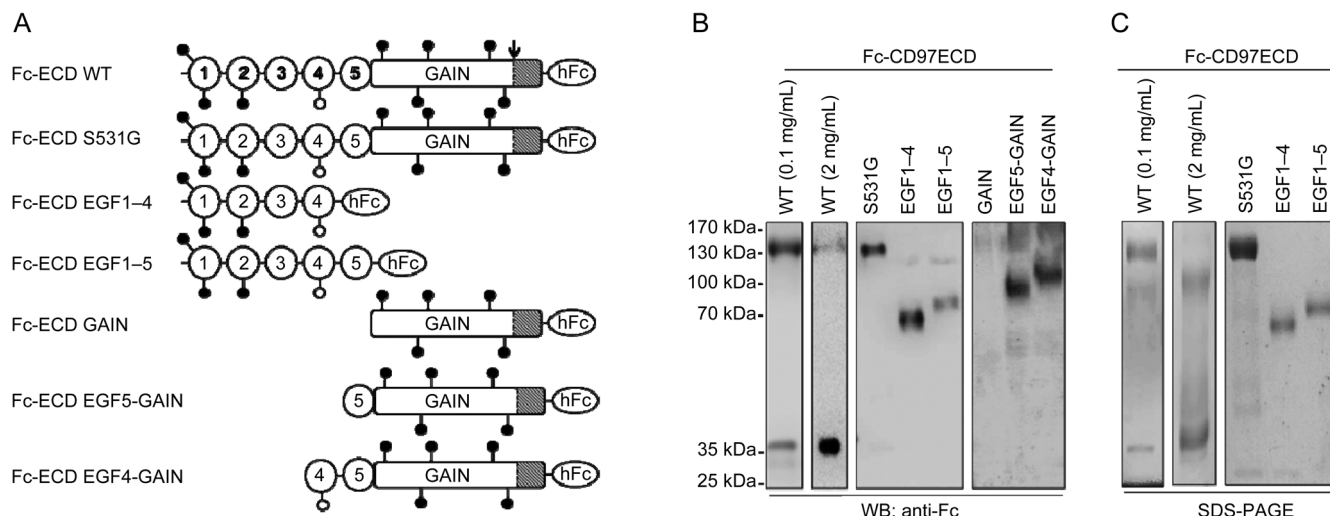 A
Fc-ECD WT
1 2 3 4 5 GAIN hFc
Fc-ECD S531G
1 2 3 4 5 GAIN hFc
Fc-ECD EGF1–4
1 2 3 4 hFc
Fc-ECD EGF1–5
1 2 3 4 5 hFc
Fc-ECD GAIN
GAIN hFc
Fc-ECD EGF5-GAIN
5 GAIN hFc
Fc-ECD EGF4-GAIN
4 5 GAIN hFc
B
Fc-CD97ECD
WT (0.1 mg/mL)
WT (2 mg/mL)
S531G
EGF1–4
EGF1–5
GAIN
EGF5-GAIN
EGF4-GAIN
170 kDa-
130 kDa-
100 kDa-
70 kDa-
35 kDa-
25 kDa-
WB: anti-Fc
C
Fc-CD97ECD
WT (0.1 mg/mL)
WT (2 mg/mL)
S531G
EGF1–4
EGF1–5
SDS-PAGE